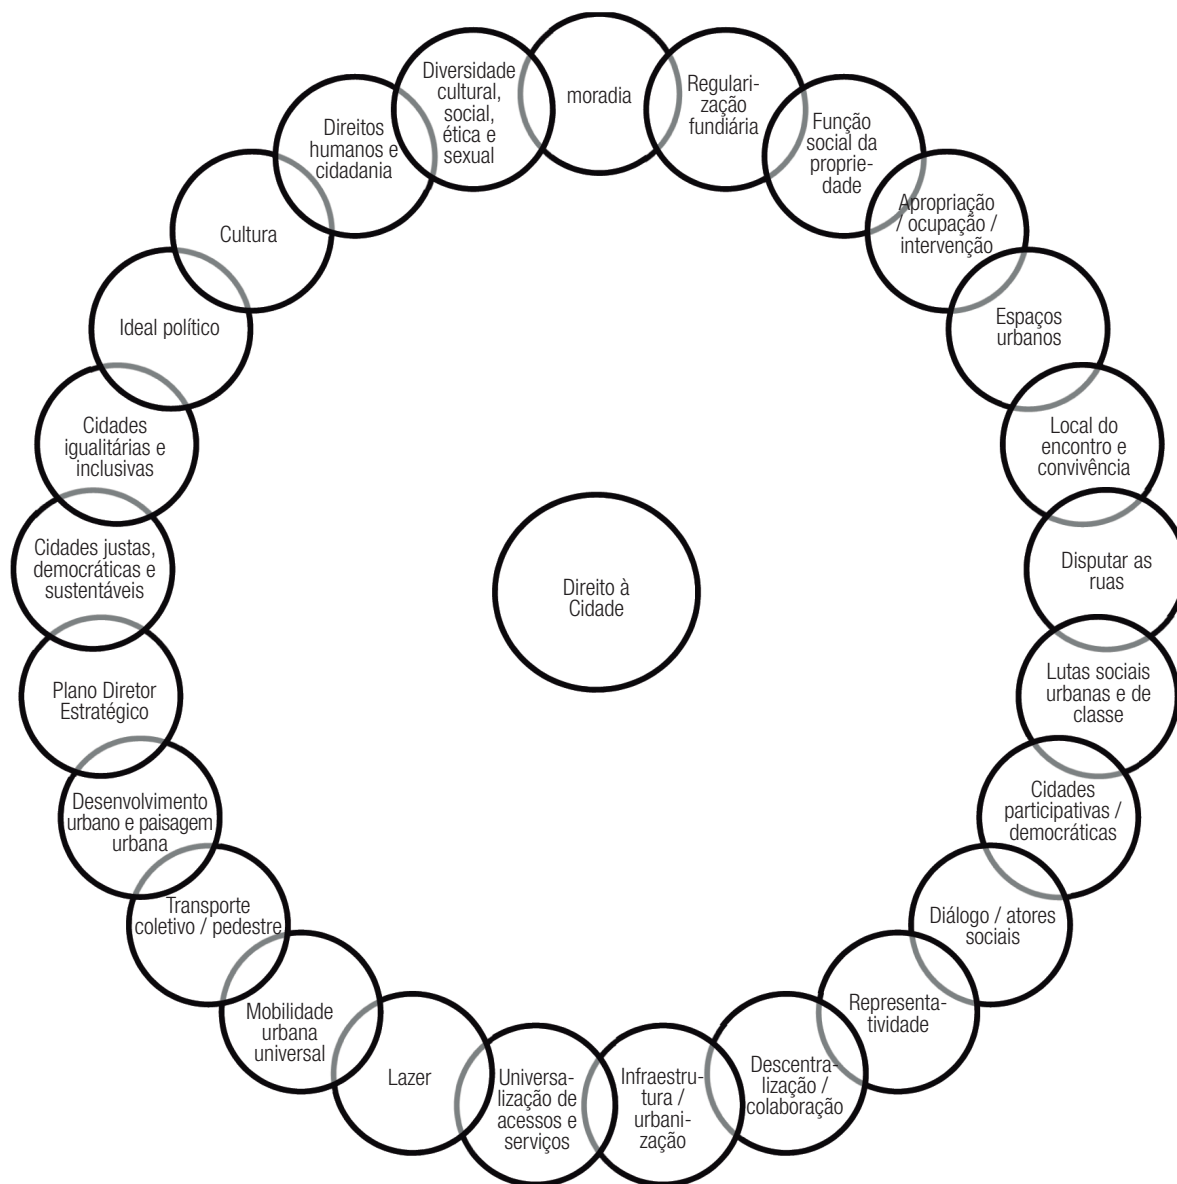 moradia
Regulari-
zação
fundiária
Função
social da
proprie-
dade
Apropriação
/ ocupação /
intervenção
Espaços
urbanos
Local do
encontro e
convivência
Disputar as
ruas
Lutas sociais
urbanas e de
classe
Cidades
participativas /
democráticas
Diálogo / atores
sociais
Representa-
tividade
Descentra-
lização /
colaboração
Infraestru-
tura /
urbani-
zação
Universa-
lização de
acessos e
serviços
Lazer
Mobilidade
urbana
universal
Transporte
coletivo / pedestre
Desenvolvimento
urbano e paisagem
urbana
Plano Diretor
Estratégico
Cidades justas,
democráticas e
sustentáveis
Cidades
igualitárias e
inclusivas
Ideal político
Cultura
Direitos
humanos e
cidadania
Diversidade
cultural,
social,
ética e
sexual
Direito à
Cidade